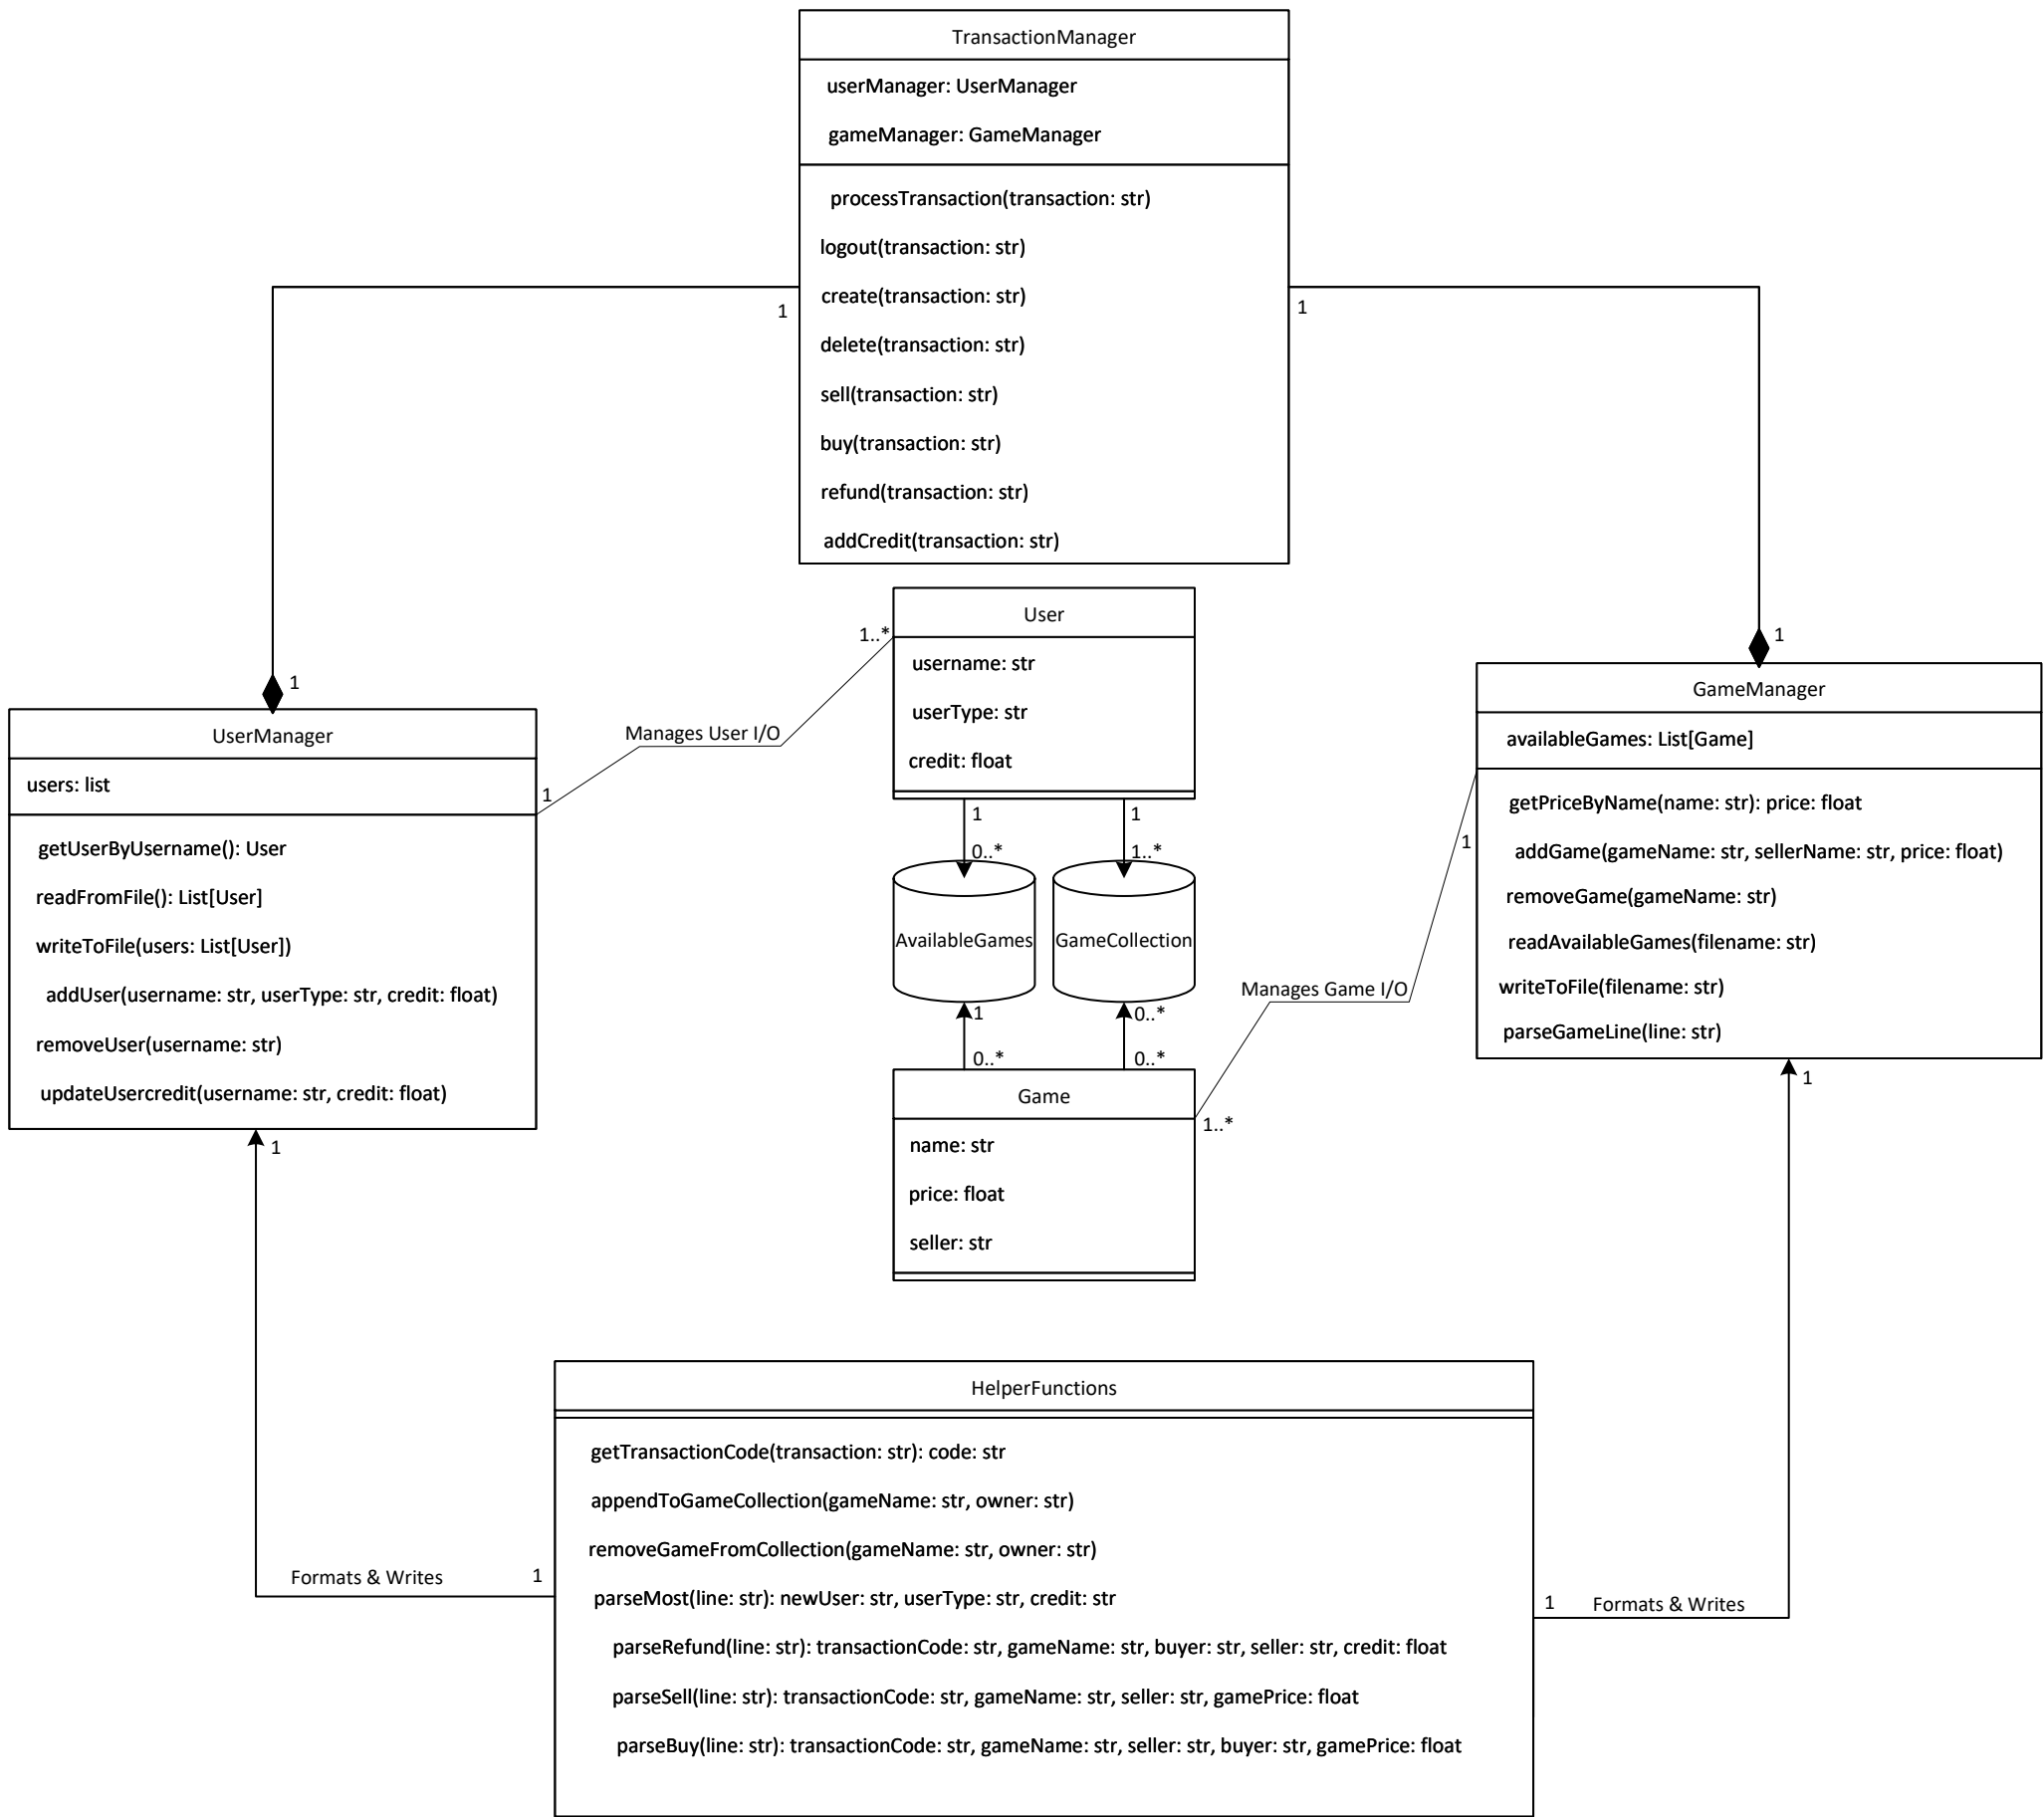 TransactionManager
userManager: UserManager
gameManager: GameManager
processTransaction(transaction: str)
logout(transaction: str)
create(transaction: str)
delete(transaction: str)
sell(transaction: str)
buy(transaction: str)
refund(transaction: str)
addCredit(transaction: str)
1
1
1
1
User
username: str
userType: str
credit: float
1..*
Manages User I/O
1
UserManager
users: list
getUserByUsername(): User
readFromFile(): List[User]
writeToFile(users: List[User])
addUser(username: str, userType: str, credit: float)
removeUser(username: str)
updateUsercredit(username: str, credit: float)
1
GameManager
availableGames: List[Game]
getPriceByName(name: str): price: float
addGame(gameName: str, sellerName: str, price: float)
removeGame(gameName: str)
readAvailableGames(filename: str)
writeToFile(filename: str)
parseGameLine(line: str)
1
1
Manages Game I/O
1..*
1
1
0..*
1..*
AvailableGames
GameCollection
1
0..*
0..*
0..*
Game
name: str
price: float
seller: str
HelperFunctions
getTransactionCode(transaction: str): code: str
appendToGameCollection(gameName: str, owner: str)
removeGameFromCollection(gameName: str, owner: str)
parseMost(line: str): newUser: str, userType: str, credit: str
parseRefund(line: str): transactionCode: str, gameName: str, buyer: str, seller: str, credit: float
parseSell(line: str): transactionCode: str, gameName: str, seller: str, gamePrice: float
parseBuy(line: str): transactionCode: str, gameName: str, seller: str, buyer: str, gamePrice: float
Formats & Writes
1
1
Formats & Writes